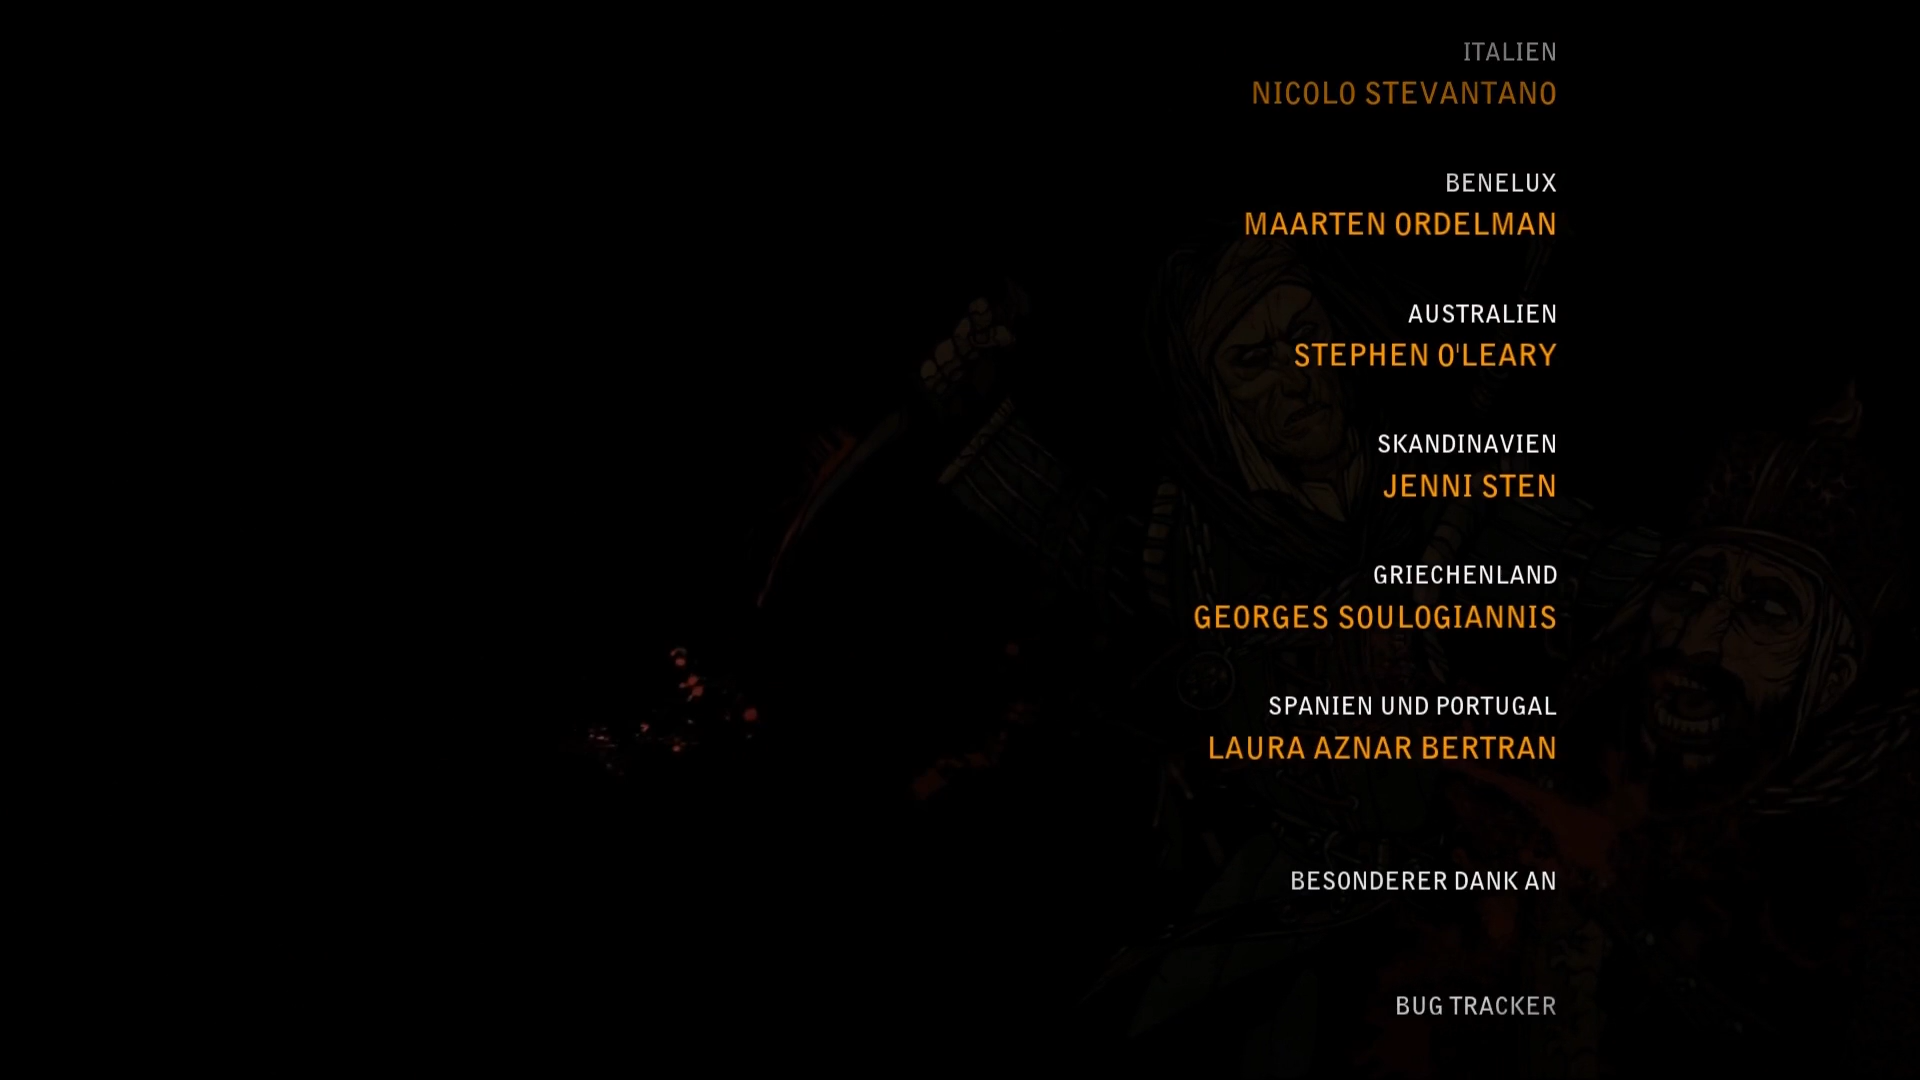 ITALIEN
NICOLO STEVANTANO
BENELUX
MAARTEN ORDELMAN
AUSTRALIEN
STEPHEN O'LEARY
SKANDINAVIEN
JENNI STEN
GRIECHENLAND
GEORGES SOULOGIANNIS
SPANIEN UND PORTUGAL
LAURA AZNAR BERTRAN
BESONDERER DANK AN
BUG TRACKER